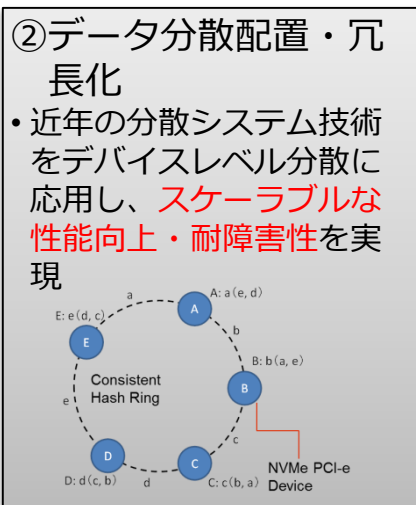 ②データ分散配置・冗
長化
• 近年の分散システム技術
をデバイスレベル分散に
応用し、スケーラブルな
性能向上・耐障害性を実
現
a
A: a(e, d)
E: e(d, c)
A
b
E
B: b(a, e)
Consistent
Hash Ring
B
e
c
D
C
NVMe PCI-e
Device
D: d(c, b)
d
C: c(b, a)